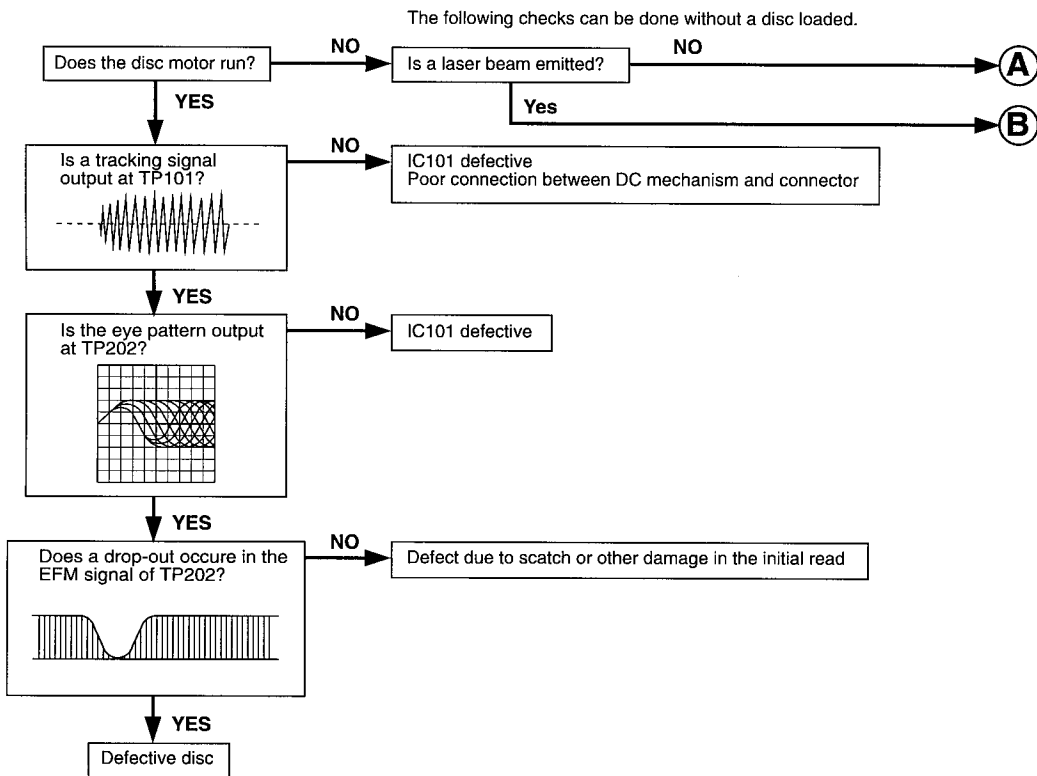 The following checks can be done without a disc loaded.
Does the disc motor run?
NO
Is a laser beam emitted?
NO
A
YES
Yes
B
Is a tracking signal
output at TP101?
NO
IC101 defective
Poor connection between DC mechanism and connector
YES
Is the eye pattern output
at TP202?
NO
IC101 defective
YES
Does a drop-out occure in the
EFM signal of TP202?
NO
Defect due to scatch or other damage in the initial read
YES
Defective disc